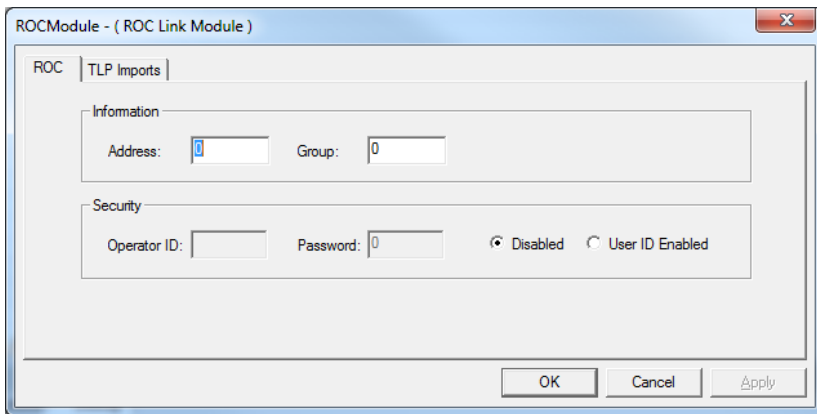 ROCModule - ( ROC Link Module )
ROC TLP Imports
Information
Address: 0 Group: 0
Security
Operator ID: Password: 0 Disabled User ID Enabled
OK Cancel Apply